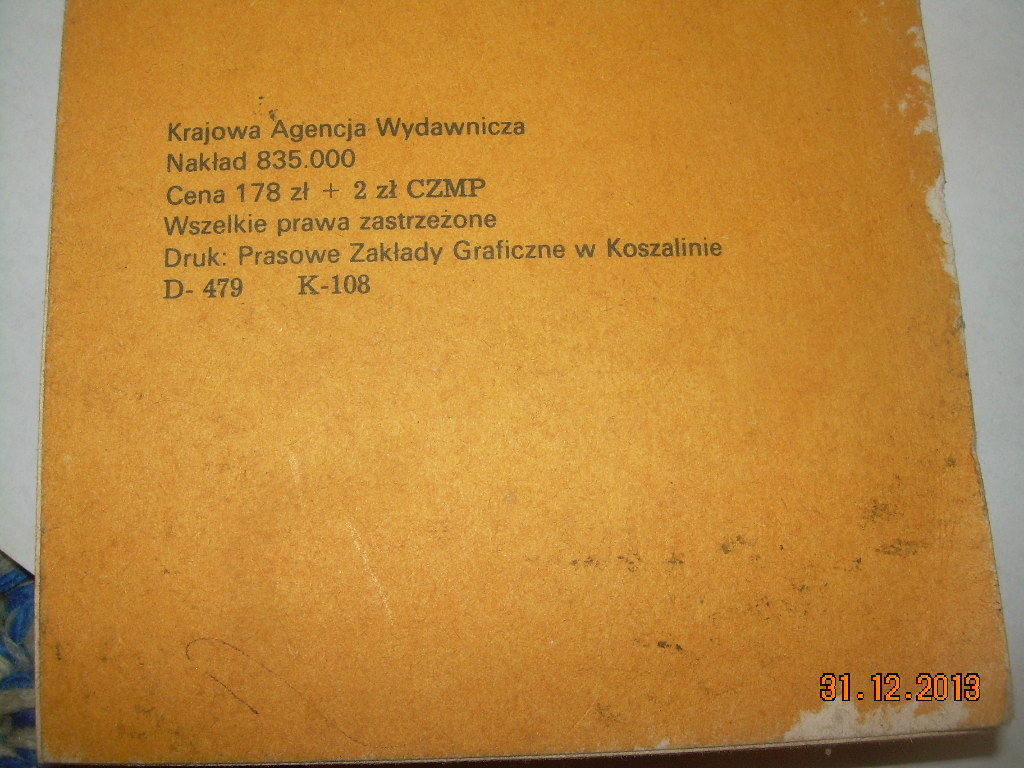 Krajowa Agencja Wydawnicza
Nakład 835.000
Cena 178 zł + 2 zł CZMP
Wszelkie prawa zastrzeżone
Druk: Prasowe Zakłady Graficzne w Koszalinie
D- 479 K-108
31.12.2013